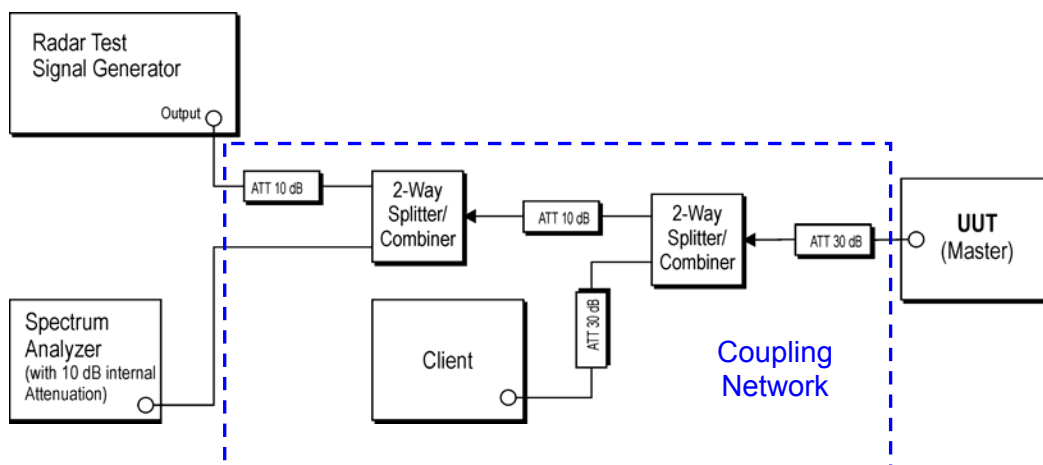 Radar Test
Signal Generator
Output
ATT 10 dB
2-Way
Splitter/
Combiner
ATT 10 dB
2-Way
Splitter/
Combiner
ATT 30 dB
UUT
(Master)
Spectrum
Analyzer
(with 10 dB internal
Attenuation)
Client
ATT 30 dB
Coupling
Network